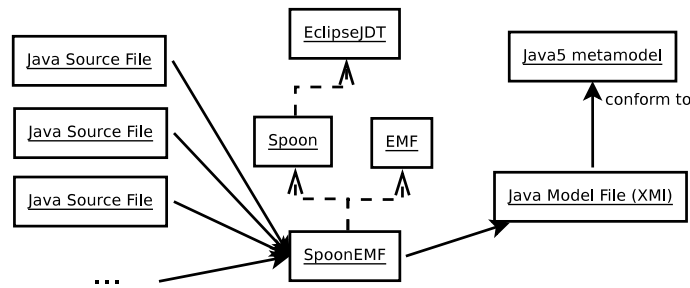 EclipseJDT
Java Source File
Java5 metamodel
conform to
Java Source File
Spoon
EMF
Java Source File
Java Model File (XMI)
SpoonEMF
...